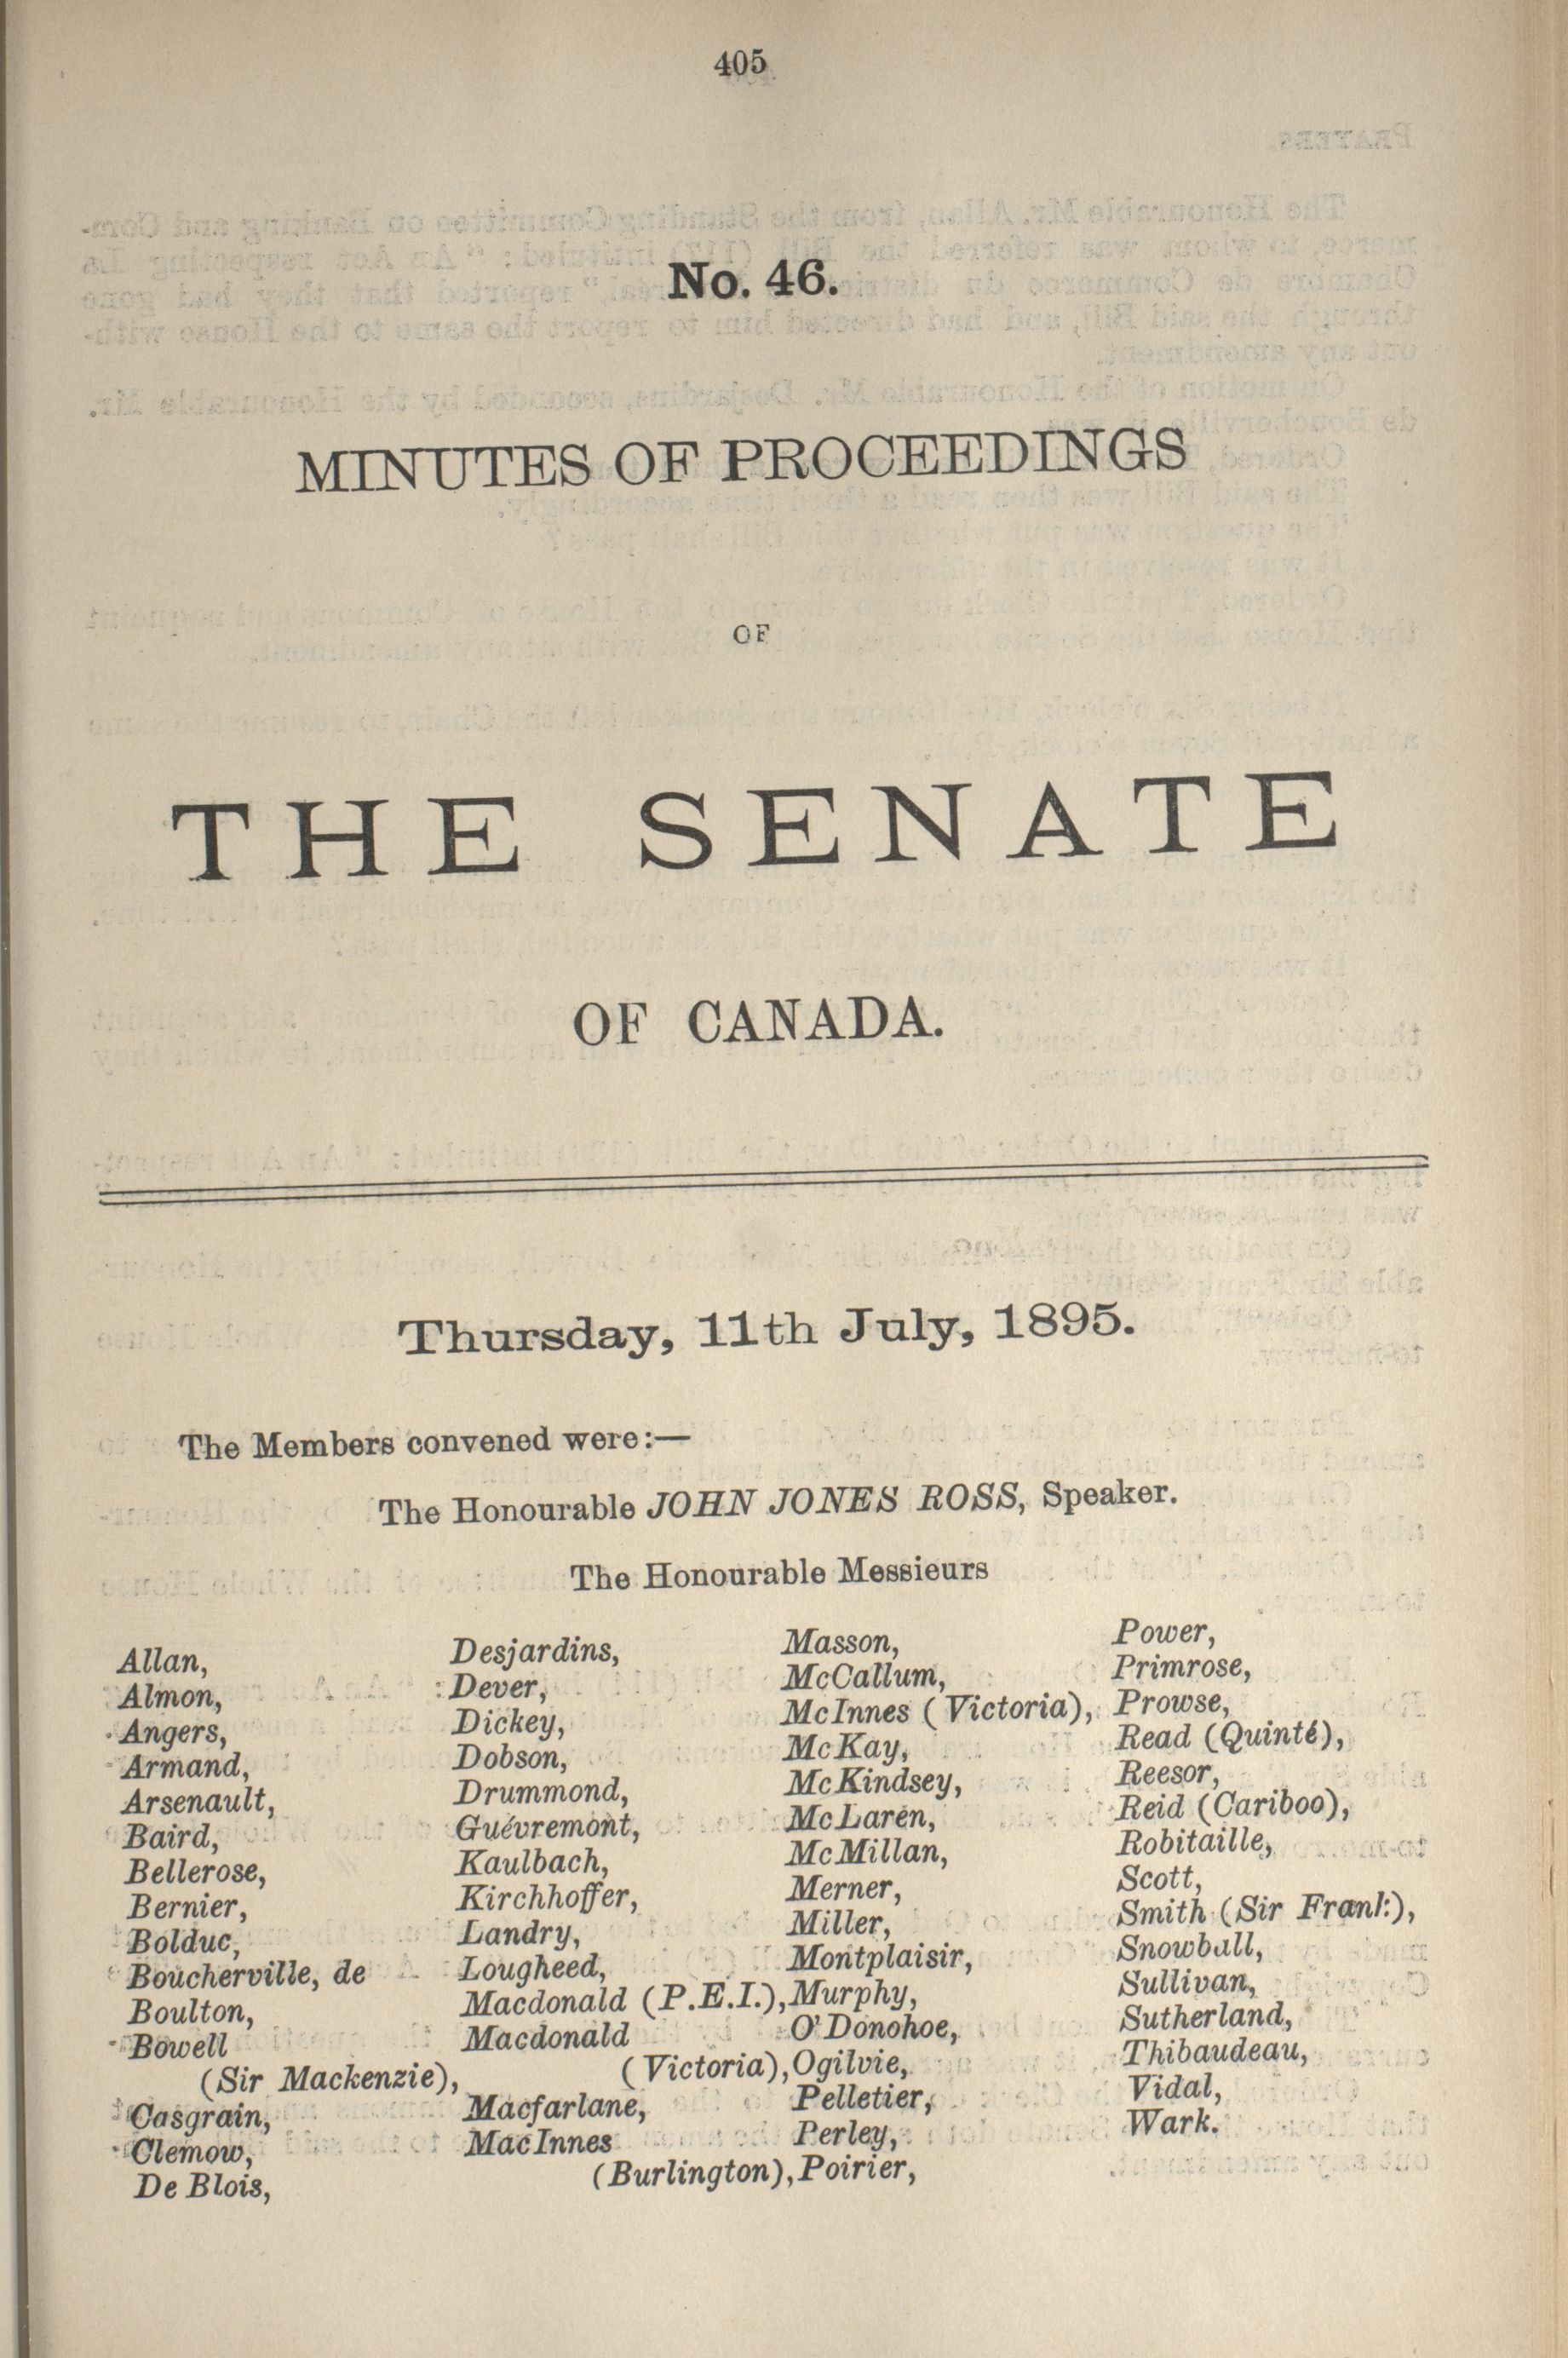 405
No. 46.
MINUTES OF PROCEEDINGS
OF
THE SENATE
OF CANADA.
Thursday, 11th July, 1895.
The Members convened were:—
The Honourable JOHN JONES ROSS, Speaker.
The Honourable Messieurs
Allan,
Almon,
Angers,
Armand,
Arsenault,
Baird,
Bellerose,
Bernier,
Bolduc,
Boucherville, de
Boulton,
Bowell
(Sir Mackenzie),
Casgrain,
Clemow,
De Blois,
Desjardins,
Dever,
Dickey,
Dobson,
Drummond,
Guévremont,
Kaulbach,
Kirchhoffer,
Landry,
Lougheed,
Macdonald (P.E.I.),
Macdonald
(Victoria),
Macfarlane,
MacInnes
(Burlington),
Masson,
McCallum,
McInnes (Victoria),
McKay,
McKindsey,
McLaren,
McMillan,
Merner,
Miller,
Montplaisir,
Murphy,
O'Donohoe,
Ogilvie,
Pelletier,
Perley,
Poirier,
Power,
Primrose,
Prowse,
Read (Quinté),
Reesor,
Reid (Cariboo),
Robitaille,
Scott,
Smith (Sir Frank),
Snowball,
Sullivan,
Sutherland,
Thibaudeau,
Vidal,
Wark.